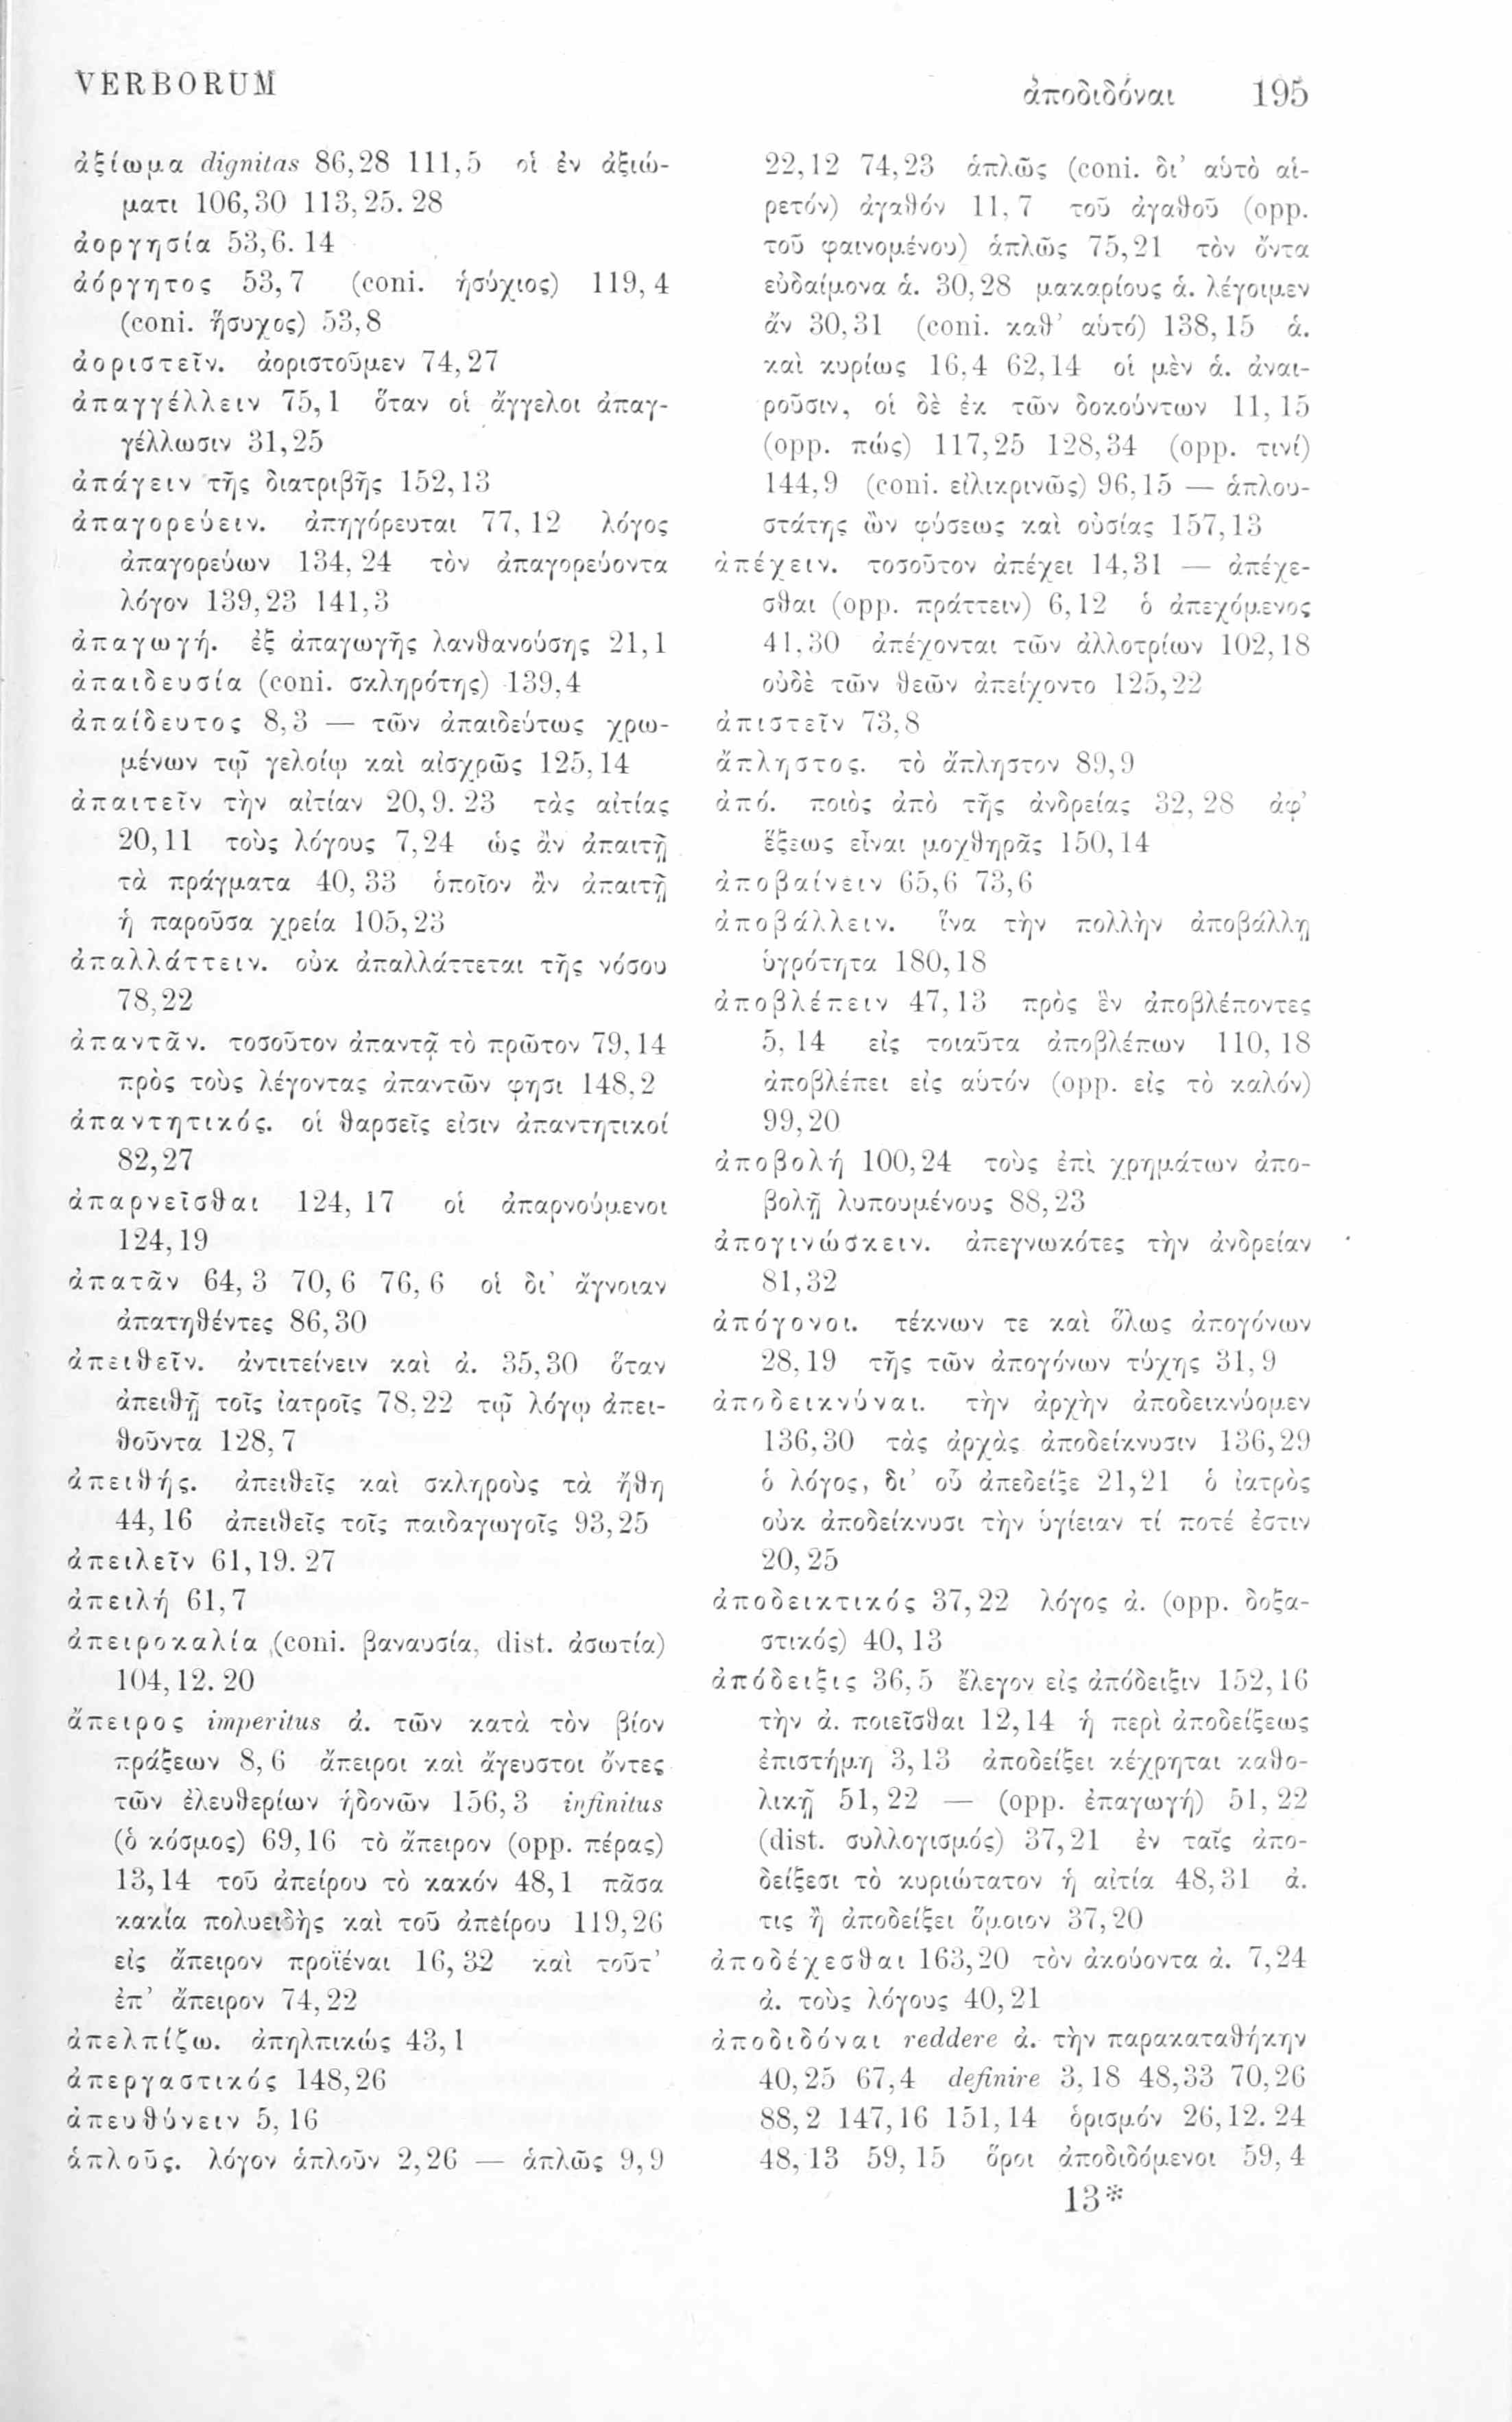 VERBORUM
ἀποδιδόναι 195
ἀξίωμα dignitas 86,28 111,5 οἱ ἐν ἀξιώ-
ματι 106,30 113,25. 28
ἀοργησία 53,6. 14
ἀόργητος 53,7 (coni. ἡσύχιος) 119,4
(coni. ἥσυχος) 53,8
ἀοριστεῖν. ἀοριστοῦμεν 74,27
ἀπαγγέλλειν 75,1 ὅταν οἱ ἄγγελοι ἀπαγ-
γέλλωσιν 31,25
ἀπάγειν τῆς διατριβῆς 152,13
ἀπαγορεύειν. ἀπηγόρευται 77,12 λόγος
ἀπαγορεύων 134,24 τὸν ἀπαγορεύοντα
λόγον 139,23 141,3
ἀπαγωγή. ἐξ ἀπαγωγῆς λανθανούσης 21,1
ἀπαιδευσία (coni. σκληρότης) 139,4
ἀπαίδευτος 8,3 — τῶν ἀπαιδεύτως χρω-
μένων τῷ γελοίῳ καὶ αἰσχρῶς 125,14
ἀπαιτεῖν τὴν αἰτίαν 20,9. 23 τὰς αἰτίας
20,11 τοὺς λόγους 7,24 ὡς ἂν ἀπαιτῇ
τὰ πράγματα 40,33 ὁποῖον ἂν ἀπαιτῇ
ἡ παροῦσα χρεία 105,23
ἀπαλλάττειν. οὐκ ἀπαλλάττεται τῆς νόσου
78,22
ἀπαντᾶν. τοσοῦτον ἀπαντᾷ τὸ πρῶτον 79,14
πρὸς τοὺς λέγοντας ἀπαντῶν φησι 148,2
ἀπαντητικός. οἱ θαρσεῖς εἰσιν ἀπαντητικοί
82,27
ἀπαρνεῖσθαι 124,17 οἱ ἀπαρνούμενοι
124,19
ἀπατᾶν 64,3 70,6 76,6 οἱ δι’ ἄγνοιαν
ἀπατηθέντες 86,30
ἀπειθεῖν. ἀντιτείνειν καὶ ἀ. 35,30 ὅταν
ἀπειθῇ τοῖς ἰατροῖς 78,22 τῷ λόγῳ ἀπει-
θοῦντα 128,7
ἀπειθής. ἀπειθεῖς καὶ σκληροὺς τὰ ἤθη
44,16 ἀπειθεῖς τοῖς παιδαγωγοῖς 93,25
ἀπειλεῖν 61,19. 27
ἀπειλή 61,7
ἀπειροκαλία (coni. βαναυσία, dist. ἀσωτία)
104,12. 20
ἄπειρος imperitus ἀ. τῶν κατὰ τὸν βίον
πράξεων 8,6 ἄπειροι καὶ ἄγευστοι ὄντες
τῶν ἐλευθερίων ἡδονῶν 156,3 infinitus
(ὁ κόσμος) 69,16 τὸ ἄπειρον (opp. πέρας)
13,14 τοῦ ἀπείρου τὸ κακόν 48,1 πᾶσα
κακία πολυειδὴς καὶ τοῦ ἀπείρου 119,26
εἰς ἄπειρον προϊέναι 16,32 καὶ τοῦτ’
ἐπ’ ἄπειρον 74,22
ἀπελπίζω. ἀπηλπικώς 43,1
ἀπεργαστικός 148,26
ἀπευθύνειν 5,16
ἁπλοῦς. λόγον ἁπλοῦν 2,26 — ἁπλῶς 9,9
22,12 74,23 ἁπλῶς (coni. δι’ αὑτὸ αἱ-
ρετόν) ἀγαθόν 11,7 τοῦ ἀγαθοῦ (opp.
τοῦ φαινομένου) ἁπλῶς 75,21 τὸν ὄντα
εὐδαίμονα ἁ. 30,28 μακαρίους ἁ. λέγοιμεν
ἄν 30,31 (coni. καθ’ αὑτό) 138,15 ἁ.
καὶ κυρίως 16,4 62,14 οἱ μὲν ἁ. ἀναι-
ροῦσιν, οἱ δὲ ἐκ τῶν δοκούντων 11,15
(opp. πώς) 117,25 128,34 (opp. τινί)
144,9 (coni. εἰλικρινῶς) 96,15 — ἁπλου-
στάτης ὢν φύσεως καὶ οὐσίας 157,13
ἀπέχειν. τοσοῦτον ἀπέχει 14,31 — ἀπέχε-
σθαι (opp. πράττειν) 6,12 ὁ ἀπεχόμενος
41,30 ἀπέχονται τῶν ἀλλοτρίων 102,18
οὐδὲ τῶν θεῶν ἀπείχοντο 125,22
ἀπιστεῖν 73,8
ἄπληστος. τὸ ἄπληστον 89,9
ἀπό. ποιὸς ἀπὸ τῆς ἀνδρείας 32,28 ἀφ’
ἕξεως εἶναι μοχθηρᾶς 150,14
ἀποβαίνειν 65,6 73,6
ἀποβάλλειν. ἵνα τὴν πολλὴν ἀποβάλλῃ
ὑγρότητα 180,18
ἀποβλέπειν 47,13 πρὸς ἓν ἀποβλέποντες
5,14 εἰς τοιαῦτα ἀποβλέπων 110,18
ἀποβλέπει εἰς αὑτόν (opp. εἰς τὸ καλόν)
99,20
ἀποβολή 100,24 τοὺς ἐπὶ χρημάτων ἀπο-
βολῇ λυπουμένους 88,23
ἀπογινώσκειν. ἀπεγνωκότες τὴν ἀνδρείαν
81,32
ἀπόγονοι. τέκνων τε καὶ ὅλως ἀπογόνων
28,19 τῆς τῶν ἀπογόνων τύχης 31,9
ἀποδεικνύναι. τὴν ἀρχὴν ἀποδεικνύομεν
136,30 τὰς ἀρχὰς ἀποδείκνυσιν 136,29
ὁ λόγος, δι’ οὗ ἀπεδείξε 21,21 ὁ ἰατρὸς
οὐκ ἀποδείκνυσι τὴν ὑγίειαν τί ποτέ ἐστιν
20,25
ἀποδεικτικός 37,22 λόγος ἀ. (opp. δοξα-
στικός) 40,13
ἀπόδειξις 36,5 ἔλεγον εἰς ἀπόδειξιν 152,16
τὴν ἀ. ποιεῖσθαι 12,14 ἡ περὶ ἀποδείξεως
ἐπιστήμη 3,13 ἀποδείξει κέχρηται καθο-
λικῇ 51,22 — (opp. ἐπαγωγή) 51,22
(dist. συλλογισμός) 37,21 ἐν ταῖς ἀπο-
δείξεσι τὸ κυριώτατον ἡ αἰτία 48,31 ἀ.
τις ἢ ἀποδείξει ὅμοιον 37,20
ἀποδέχεσθαι 163,20 τὸν ἀκούοντα ἀ. 7,24
ἀ. τοὺς λόγους 40,21
ἀποδιδόναι reddere ἀ. τὴν παρακαταθήκην
40,25 67,4 definire 3,18 48,33 70,26
88,2 147,16 151,14 ὁρισμόν 26,12. 24
48,13 59,15 ὅροι ἀποδιδόμενοι 59,4
13*